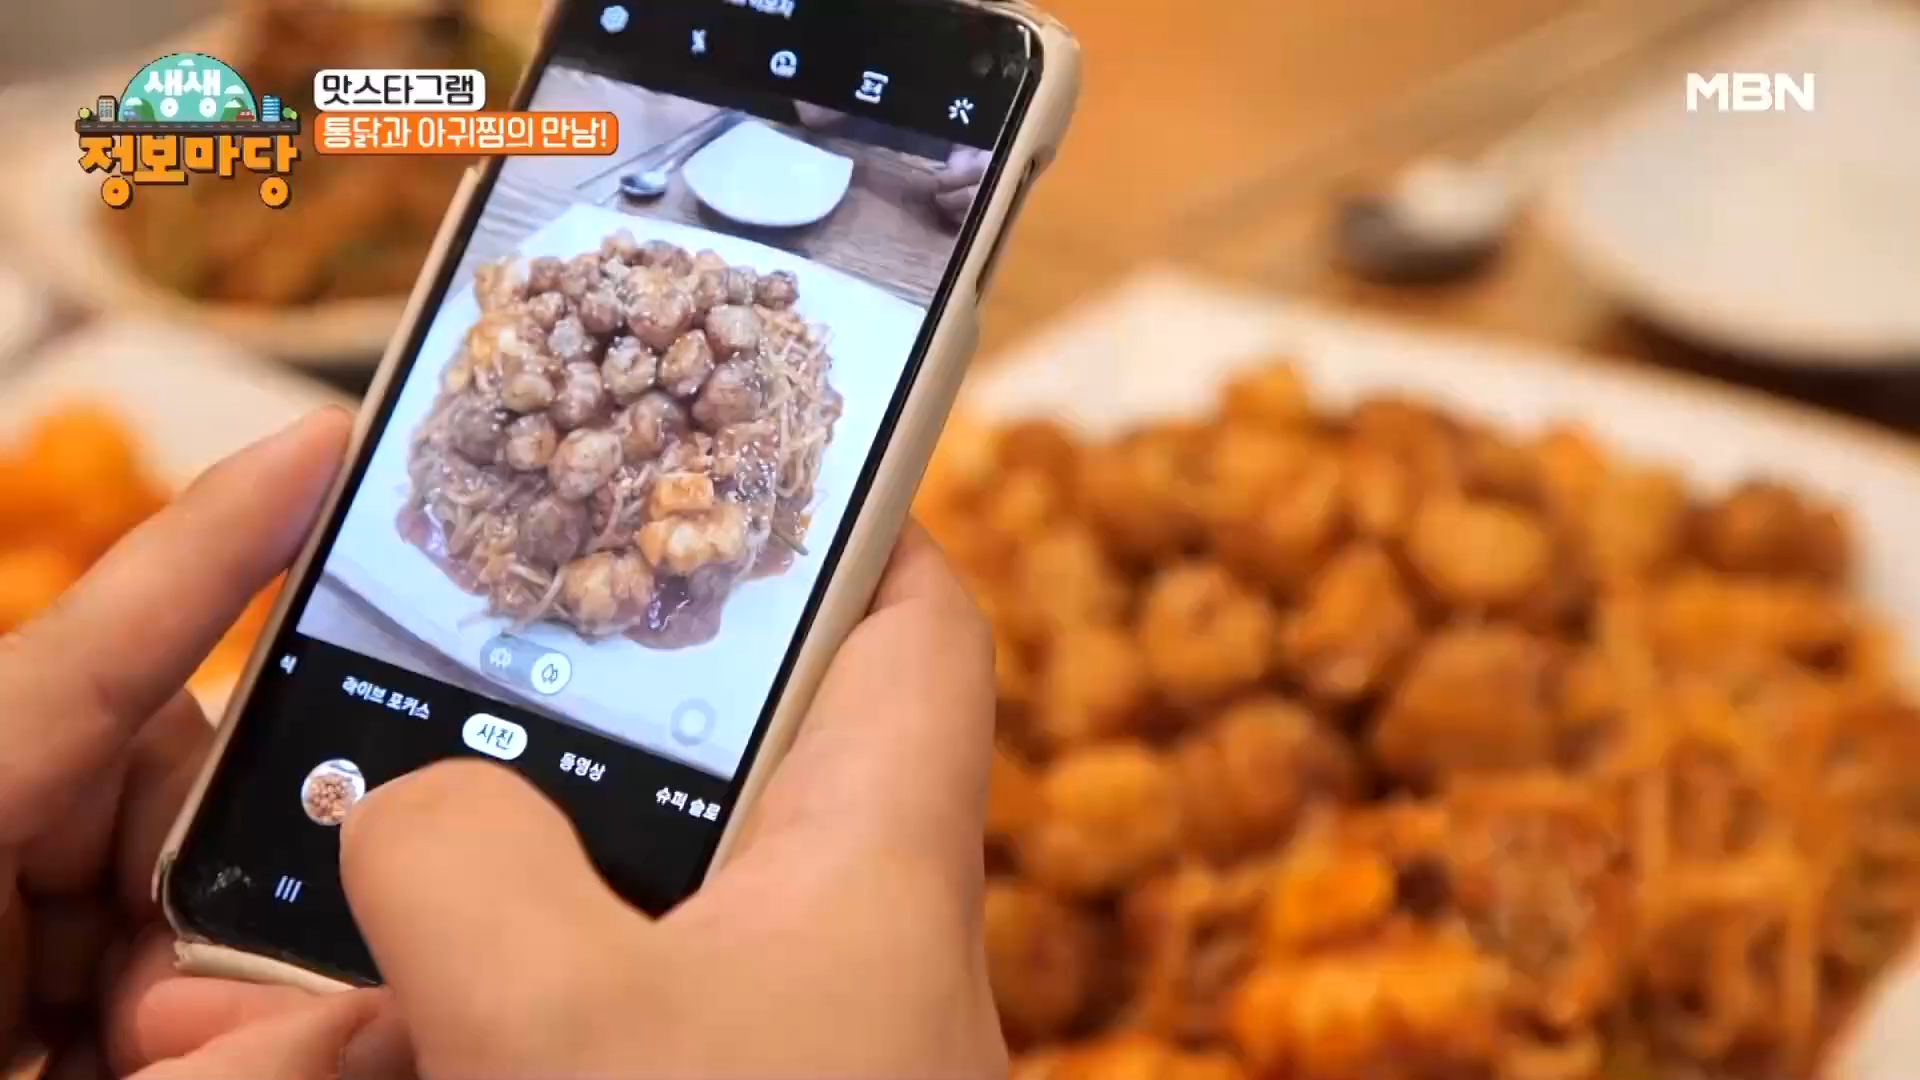 생생
정보마당
맛스타그램
통닭과 아귀찜의 만남!
MBN
라이브 포커스
사진
동영상
슈퍼 슬로